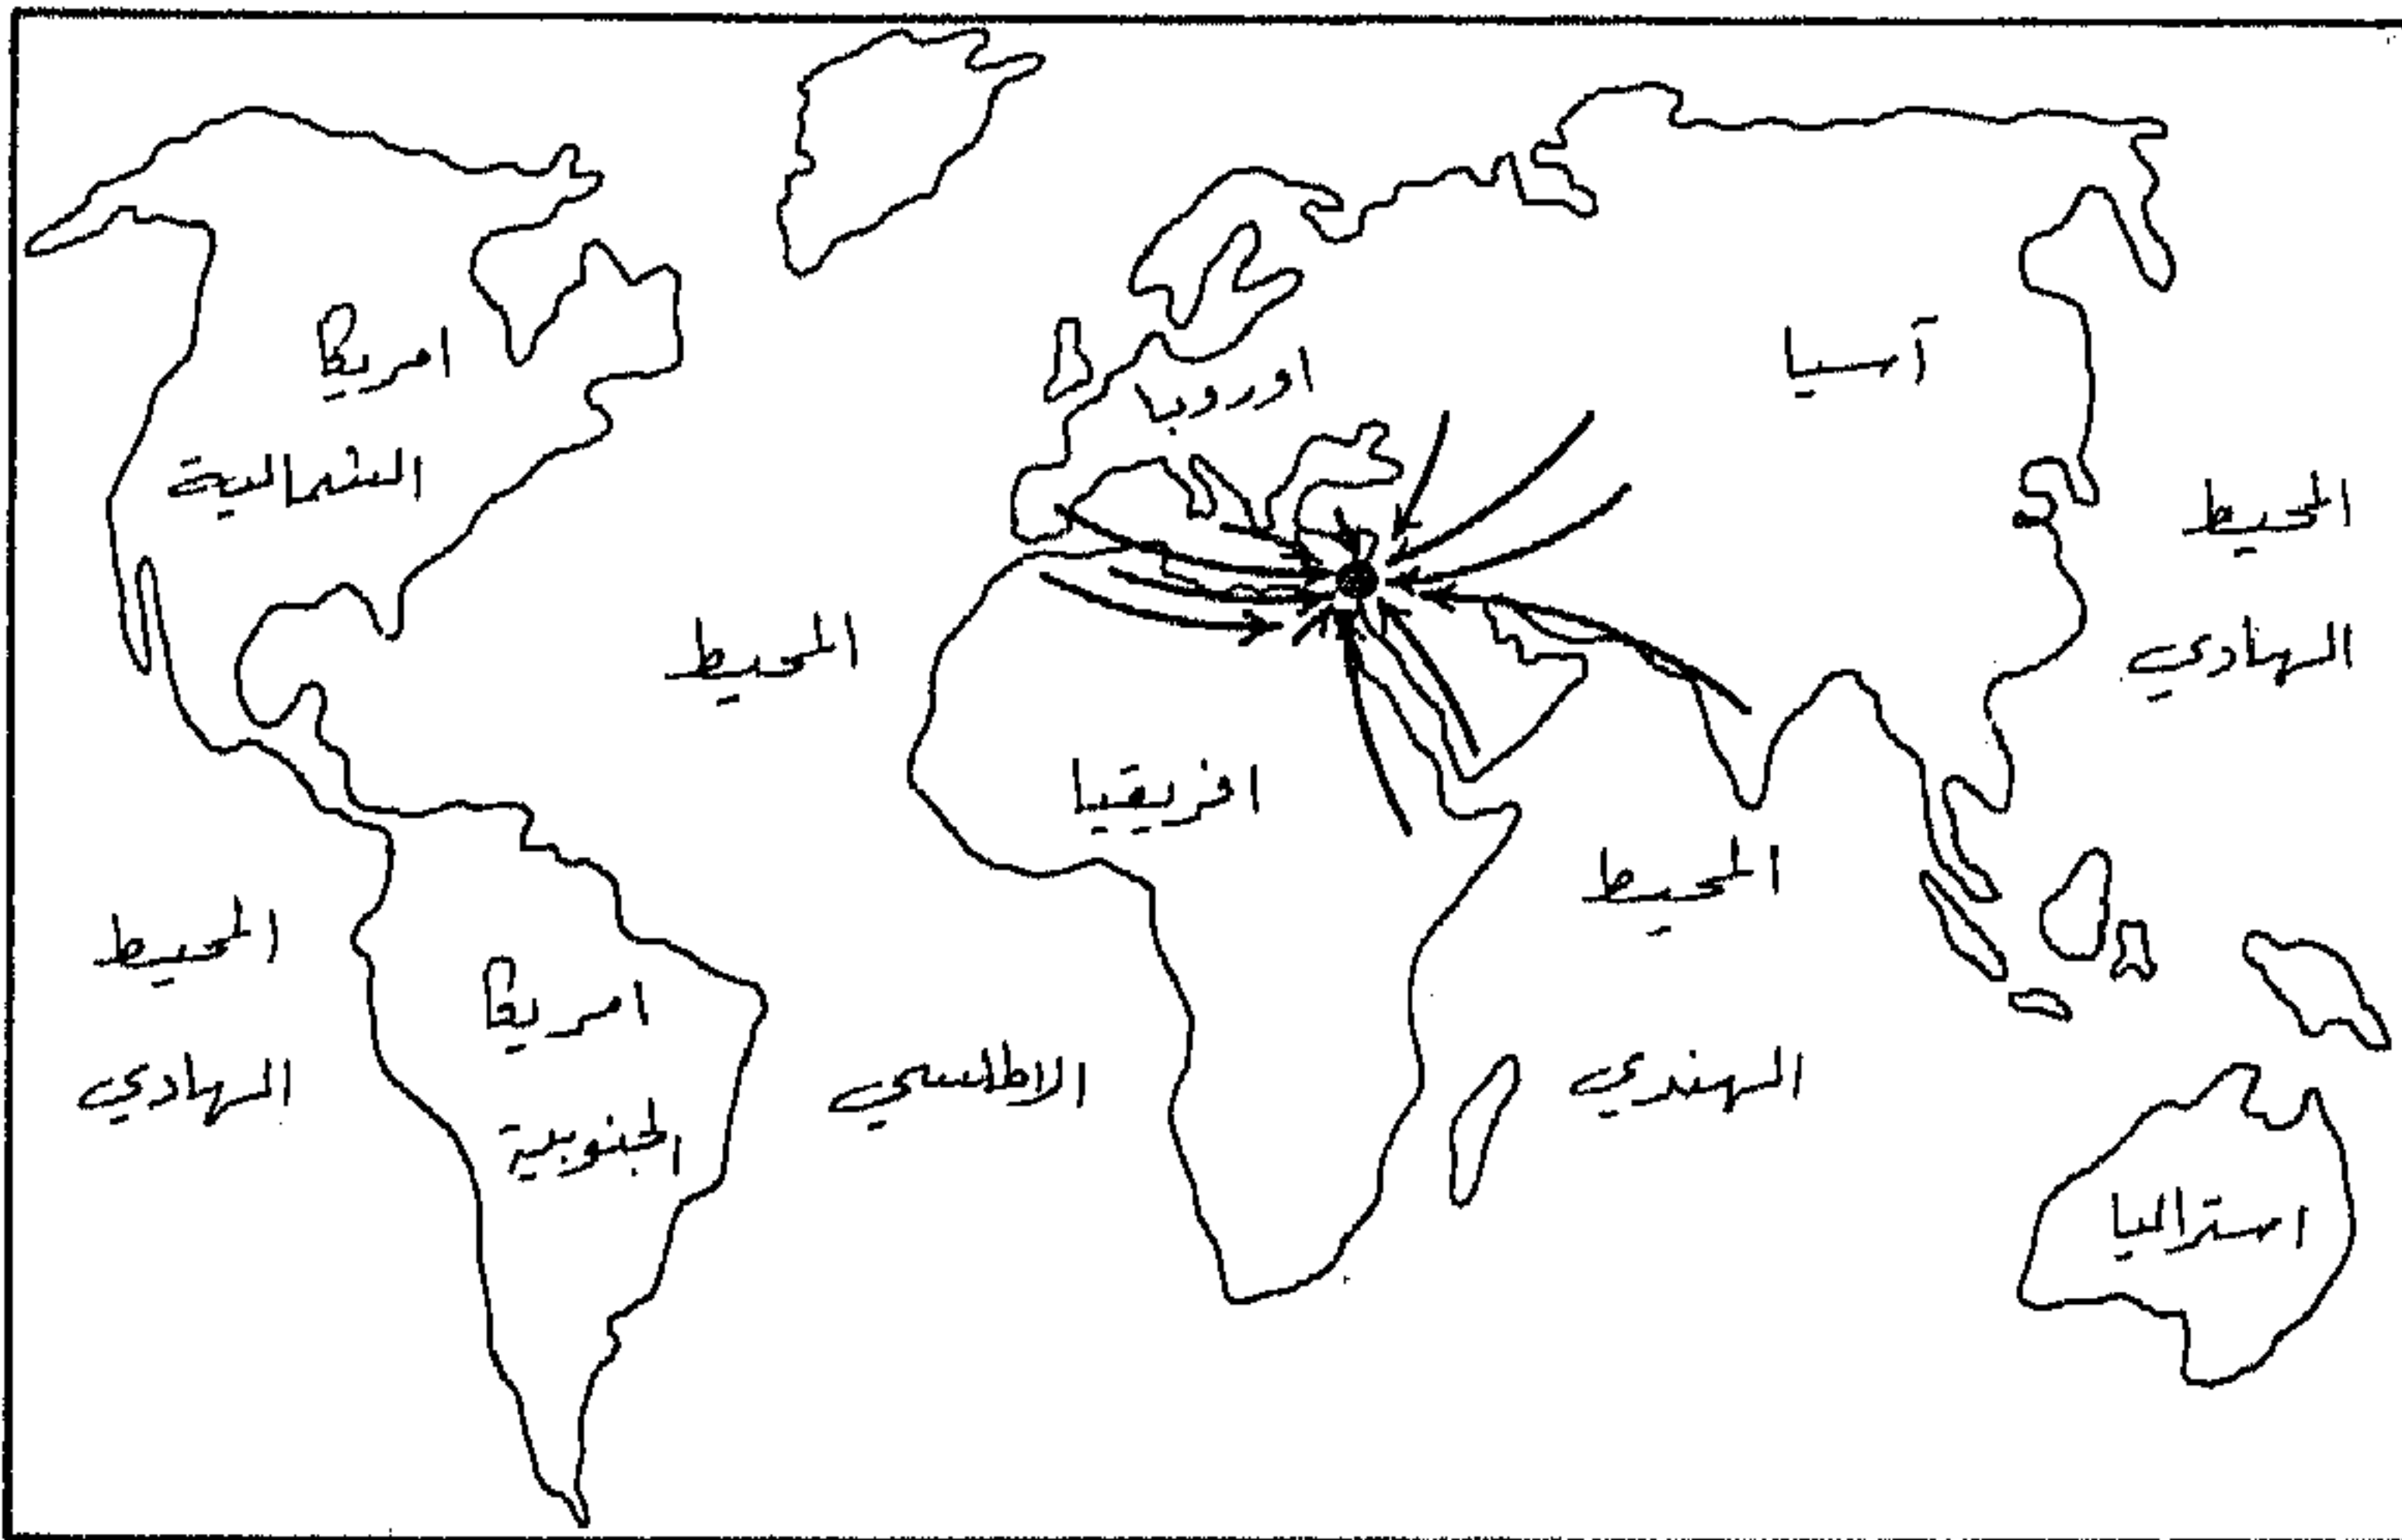 امريكا
الشمالية
اوروبا
آسيا
المحيط
الهادي
المحيط
الاطلسي
افريقيا
المحيط
الهندي
المحيط
الهادي
امريكا
الجنوبية
استراليا